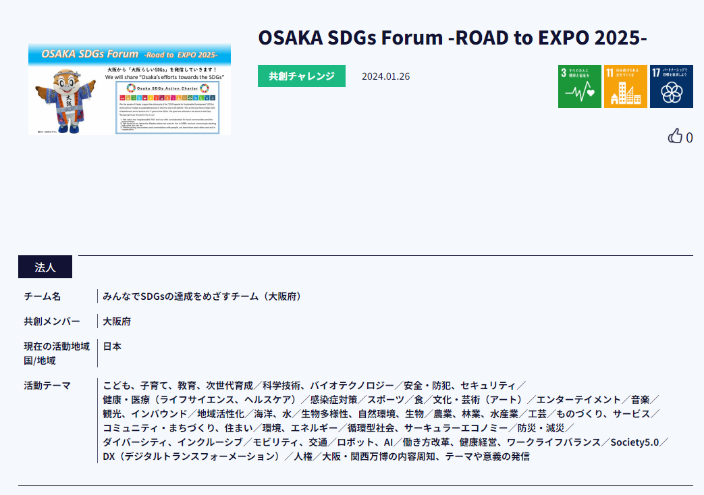 OSAKA SDGs Forum -ROAD to EXPO 2025-
OSAKA SDGs Forum -Road to EXPO 2025-
大阪から「大阪らしいSDGs」を発信していきます！
We will share "Osaka's efforts towards the SDGs"
Osaka SDGs Action Charter
大阪
共創チャレンジ
2024.01.26
3 すべての人に
健康と福祉を
11 住み続けられる
まちづくりを
17 パートナーシップで
目標を達成しよう
0
法人
チーム名
みんなでSDGsの達成をめざすチーム（大阪府）
共創メンバー
大阪府
現在の活動地域
国/地域
日本
活動テーマ
こども、子育て、教育、次世代育成／科学技術、バイオテクノロジー／安全・防犯、セキュリティ／
健康・医療（ライフサイエンス、ヘルスケア）／感染症対策／スポーツ／食／文化・芸術（アート）／エンターテイメント／音楽／
観光、インバウンド／地域活性化／海洋、水／生物多様性、自然環境、生物／農業、林業、水産業／工芸／ものづくり、サービス／
コミュニティ・まちづくり、住まい／環境、エネルギー／循環型社会、サーキュラーエコノミー／防災・減災／
ダイバーシティ、インクルーシブ／モビリティ、交通／ロボット、AI／働き方改革、健康経営、ワークライフバランス／Society5.0／
DX（デジタルトランスフォーメーション）／人権／大阪・関西万博の内容周知、テーマや意義の発信